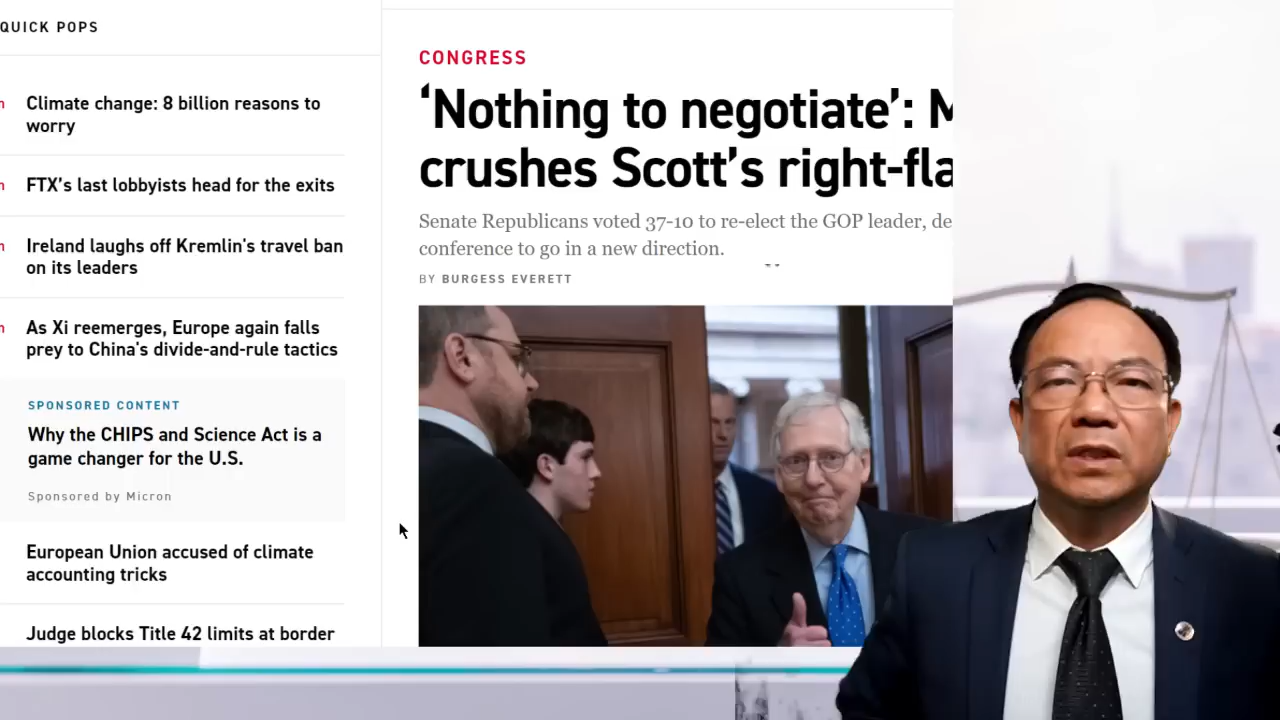 QUICK POPS
Climate change: 8 billion reasons to
worry
FTX's last lobbyists head for the exits
Ireland laughs off Kremlin's travel ban
on its leaders
As Xi reemerges, Europe again falls
prey to China's divide-and-rule tactics
SPONSORED CONTENT
Why the CHIPS and Science Act is a
game changer for the U.S.
Sponsored by Micron
European Union accused of climate
accounting tricks
Judge blocks Title 42 limits at border
CONGRESS
‘Nothing to negotiate’:
crushes Scott’s
Senate Republicans voted 37-10 to re-elect the GOP leader,
conference to go in a new direction.
BY BURGESS EVERETT